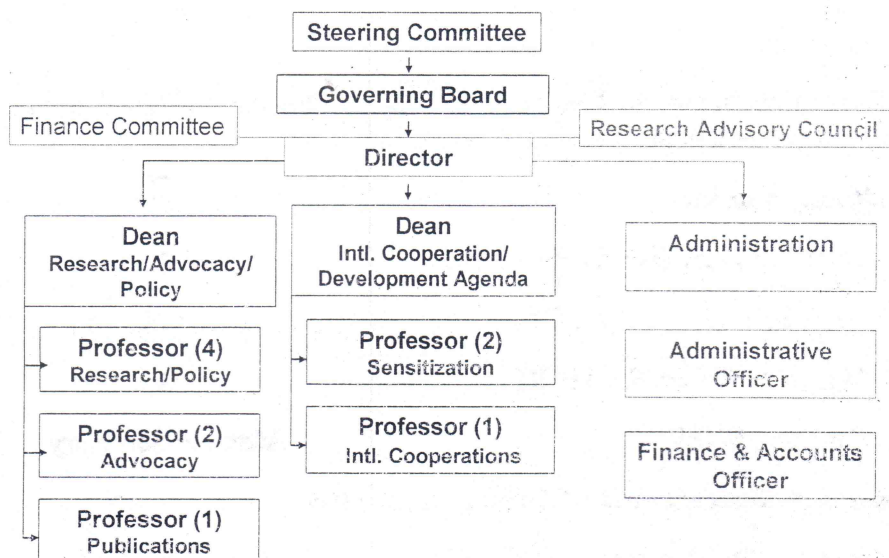 Steering Committee
Governing Board
Finance Committee
Research Advisory Council
Director
Dean
Research/Advocacy/
Policy
Dean
Intl. Cooperation/
Development Agenda
Administration
Professor (4)
Research/Policy
Professor (2)
Sensitization
Administrative
Officer
Professor (2)
Advocacy
Professor (1)
Intl. Cooperations
Finance & Accounts
Officer
Professor (1)
Publications